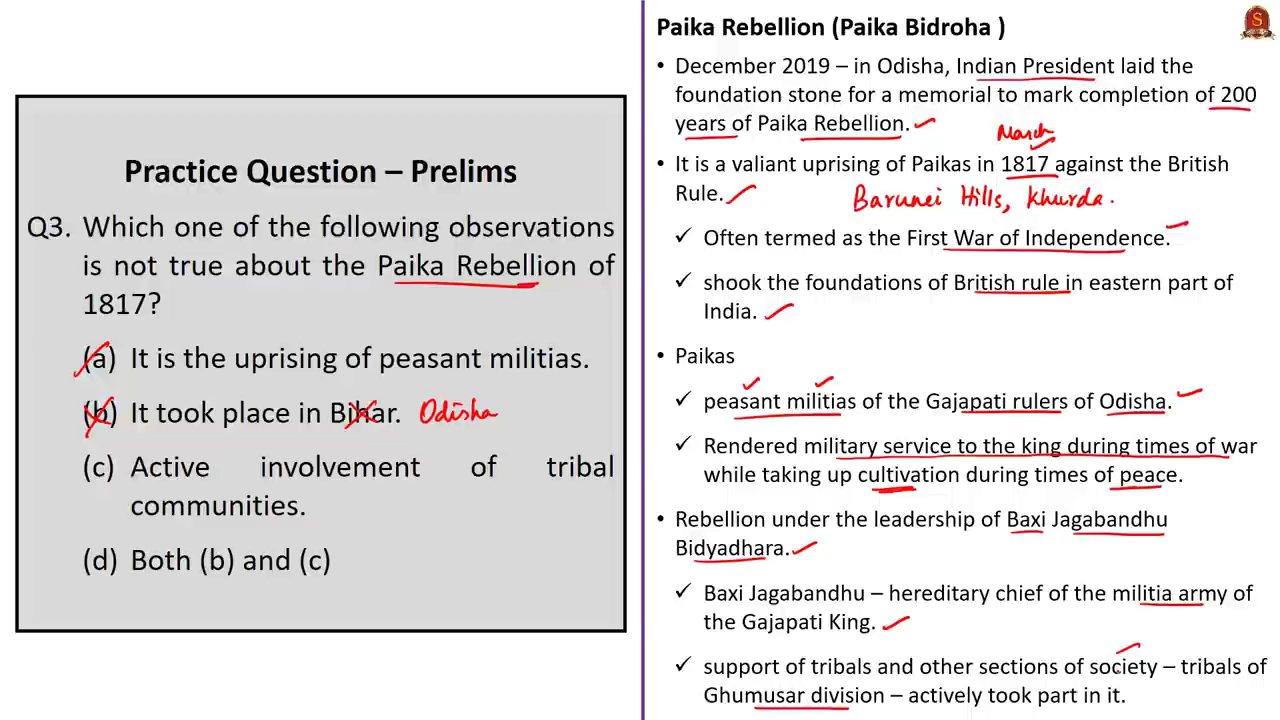 Practice Question – Prelims
Q3. Which one of the following observations
is not true about the Paika Rebellion of
1817?
(a) It is the uprising of peasant militias.
(b) It took place in Bihar. Odisha
(c) Active involvement of tribal
communities.
(d) Both (b) and (c)
Paika Rebellion (Paika Bidroha )
• December 2019 – in Odisha, Indian President laid the
foundation stone for a memorial to mark completion of 200
years of Paika Rebellion.
March
• It is a valiant uprising of Paikas in 1817 against the British
Rule.
Barunei Hills, Khurda.
✓ Often termed as the First War of Independence.
✓ shook the foundations of British rule in eastern part of
India.
• Paikas
✓ peasant militias of the Gajapati rulers of Odisha.
✓ Rendered military service to the king during times of war
while taking up cultivation during times of peace.
• Rebellion under the leadership of Baxi Jagabandhu
Bidyadhara.
✓ Baxi Jagabandhu – hereditary chief of the militia army of
the Gajapati King.
✓ support of tribals and other sections of society – tribals of
Ghumusar division – actively took part in it.